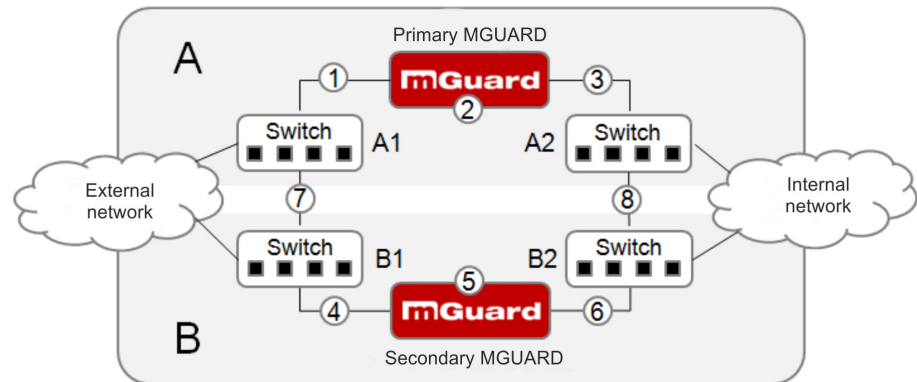 A
Primary MGUARD
1
mGuard
3
2
Switch
A1
A2
Switch
External
network
7
8
Internal
network
Switch
B1
B2
Switch
5
4
mGuard
6
B
Secondary MGUARD